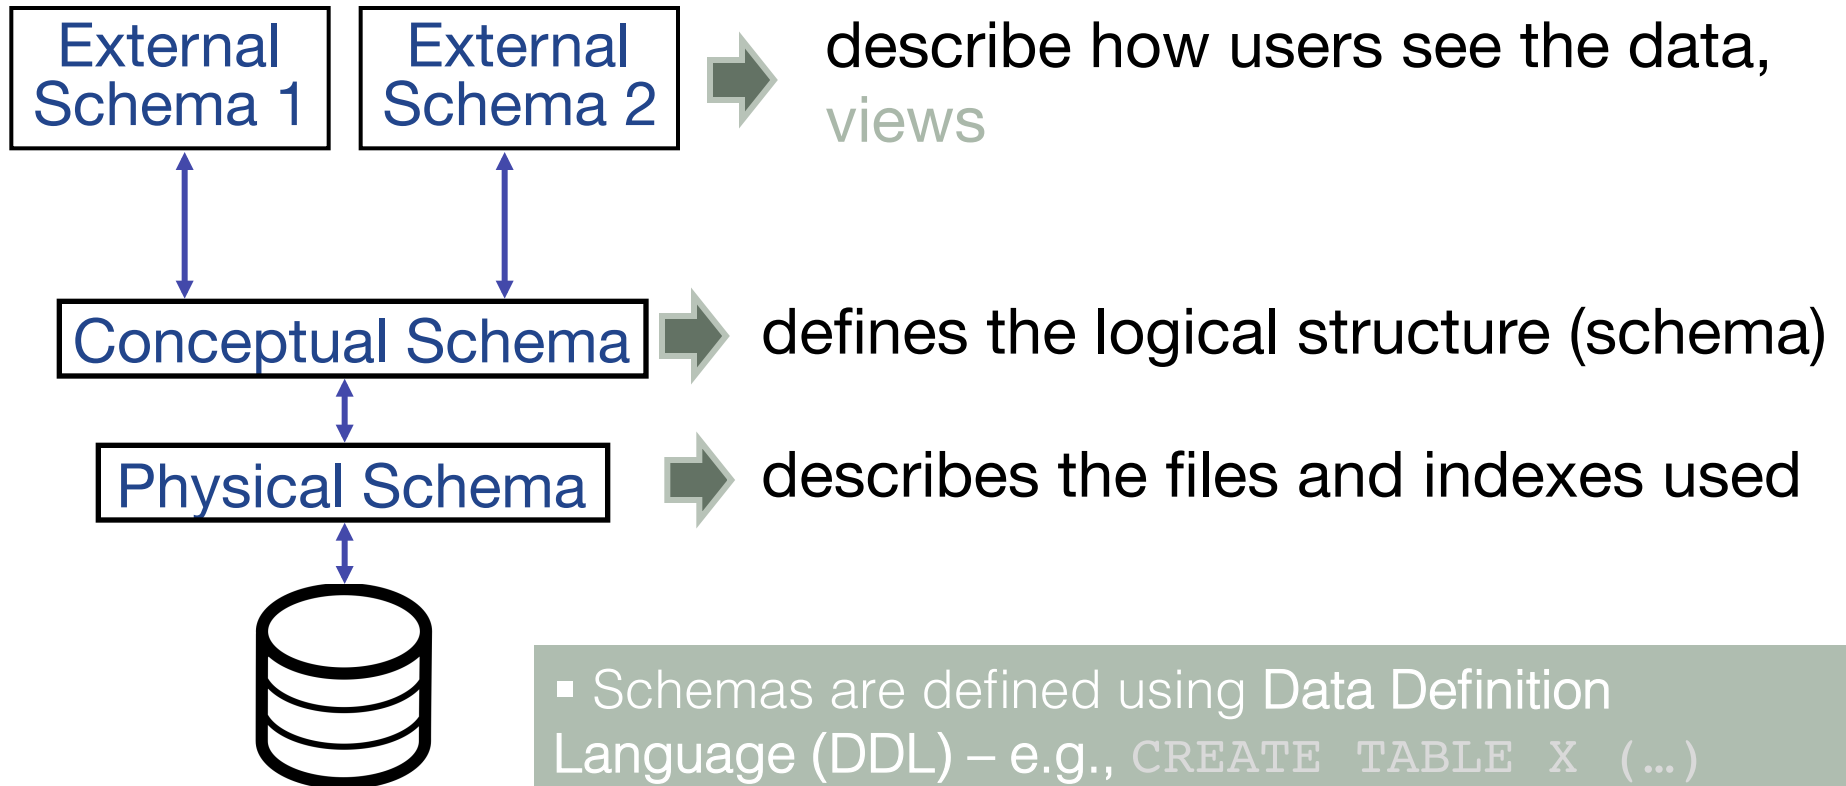 External
Schema 1
External
Schema 2
describe how users see the data,
views
Conceptual Schema
defines the logical structure (schema)
Physical Schema
describes the files and indexes used
▪ Schemas are defined using Data Definition
Language (DDL) – e.g., CREATE TABLE X (…)